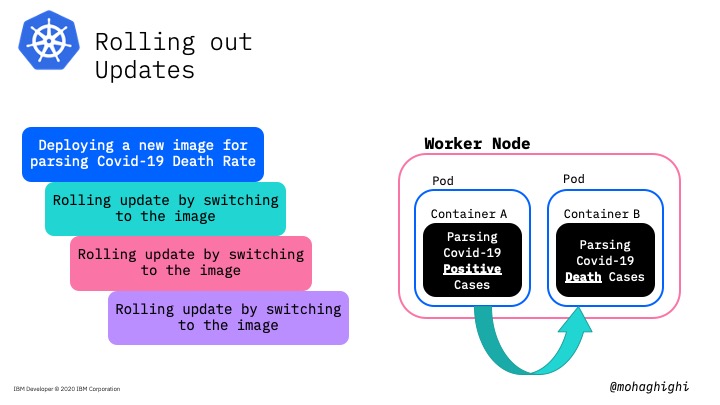 Rolling out
Updates
Deploying a new image for
parsing Covid-19 Death Rate
Rolling update by switching
to the image
Rolling update by switching
to the image
Rolling update by switching
to the image
Worker Node
Pod
Container A
Parsing
Covid-19
Positive
Cases
Pod
Container B
Parsing
Covid-19
Death Cases
IBM Developer © 2020 IBM Corporation
@mohaghighi